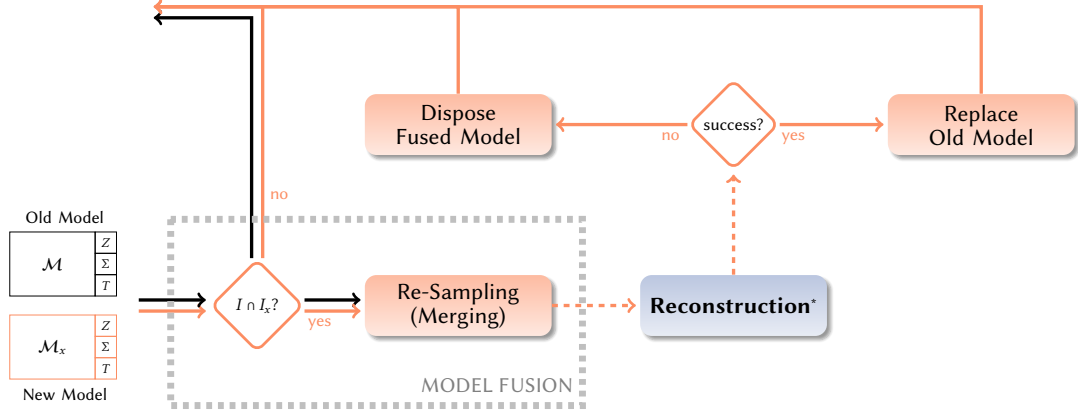 Dispose
Fused Model
no
success?
yes
Replace
Old Model
no
Old Model
ℳ
Z
Σ
T
I ∩ Iₓ?
yes
Re-Sampling
(Merging)
Reconstruction*
ℳₓ
Z
Σ
T
New Model
MODEL FUSION